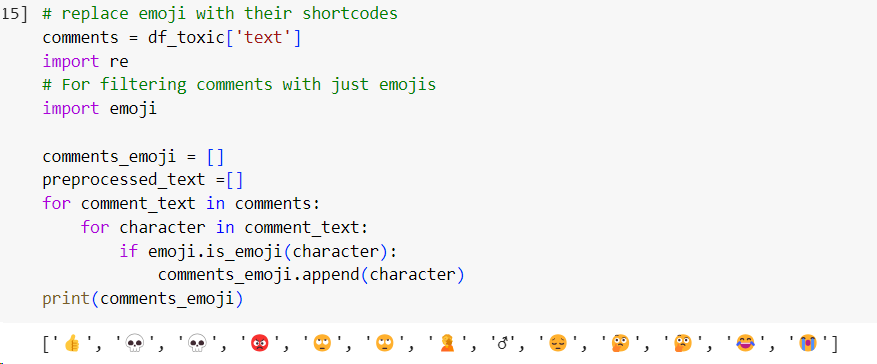 15] # replace emoji with their shortcodes
comments = df_toxic['text']
import re
# For filtering comments with just emojis
import emoji
comments_emoji = []
preprocessed_text =[]
for comment_text in comments:
for character in comment_text:
if emoji.is_emoji(character):
comments_emoji.append(character)
print(comments_emoji)
['👍', '💀', '💀', '😡', '🙄', '🙄', '🤦', '♂', '😔', '🤔', '🤔', '😂', '😭']